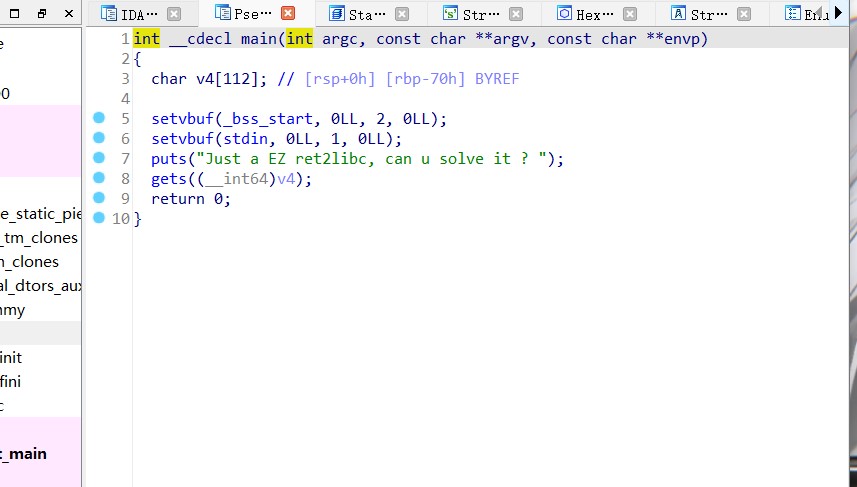 IDA··· Pse··· Sta··· Str··· Hex··· Str···
1 int __cdecl main(int argc, const char **argv, const char **envp)
2 {
3 char v4[112]; // [rsp+0h] [rbp-70h] BYREF
4
5 setvbuf(_bss_start, 0LL, 2, 0LL);
6 setvbuf(stdin, 0LL, 1, 0LL);
7 puts("Just a EZ ret2libc, can u solve it ? ");
8 gets((__int64)v4);
9 return 0;
10 }
e
0
e_static_pie
_tm_clones
n_clones
al_dtors_aux
mmy
init
fini
c
t_main